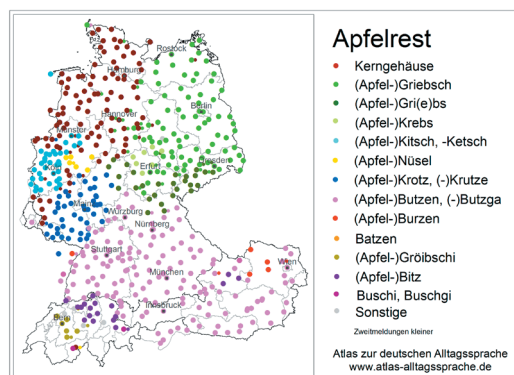 Apfelrest
Kerngehäuse
(Apfel-)Griebsch
(Apfel-)Gri(e)bs
(Apfel-)Krebs
(Apfel-)Kitsch, -Ketsch
(Apfel-)Nüsel
(Apfel-)Krotz, (-)Krutze
(Apfel-)Butzen, (-)Butzga
(Apfel-)Burzen
Batzen
(Apfel-)Gröibschi
(Apfel-)Bitz
Buschi, Buschgi
Sonstige
Zweitmeldungen kleiner
Atlas zur deutschen Alltagssprache
www.atlas-alltagssprache.de
Rostock
Hamburg
Berlin
Hannover
Münster
Köln
Erfurt
Dresden
Mainz
Würzburg
Nürnberg
Stuttgart
München
Wien
Innsbruck
Bern